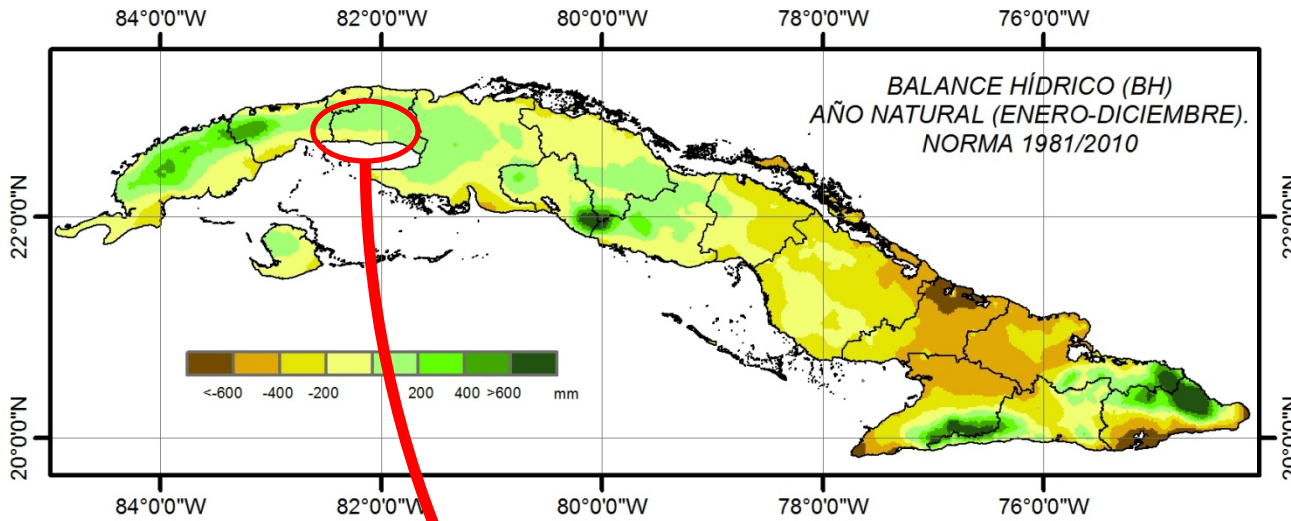 84°0'0"W 82°0'0"W 80°0'0"W 78°0'0"W 76°0'0"W
BALANCE HÍDRICO (BH)
AÑO NATURAL (ENERO-DICIEMBRE).
NORMA 1981/2010
22°0'0"N
22°0'0"N
<-600 -400 -200 200 400 >600 mm
20°0'0"N
20°0'0"N
84°0'0"W 82°0'0"W 80°0'0"W 78°0'0"W 76°0'0"W